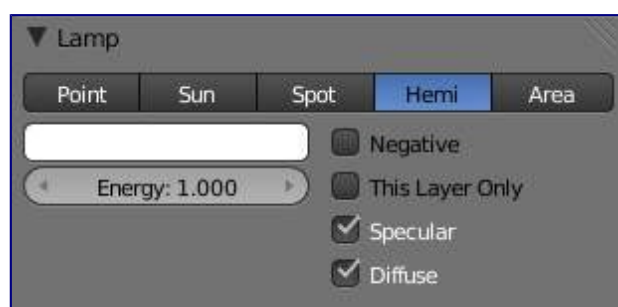 Lamp
Point Sun Spot Hemi Area
Negative
Energy: 1.000 This Layer Only
Specular
Diffuse